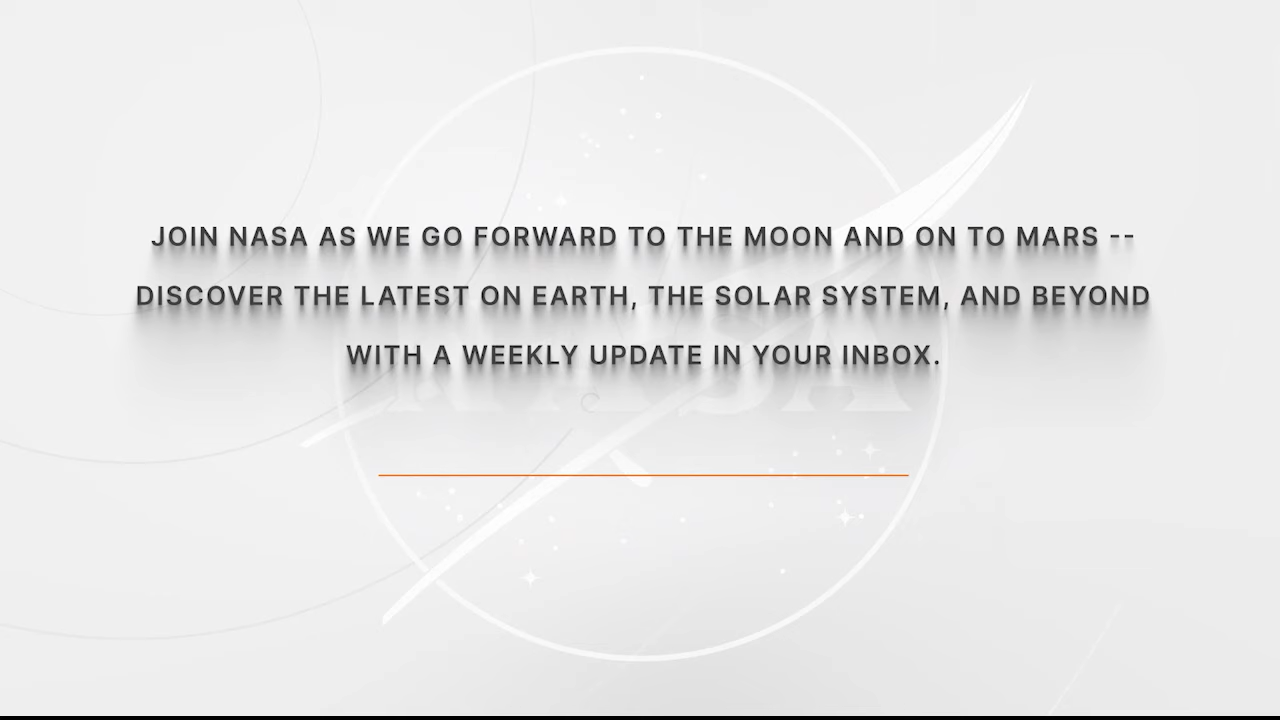 JOIN NASA AS WE GO FORWARD TO THE MOON AND ON TO MARS --
DISCOVER THE LATEST ON EARTH, THE SOLAR SYSTEM, AND BEYOND
WITH A WEEKLY UPDATE IN YOUR INBOX.
NASA